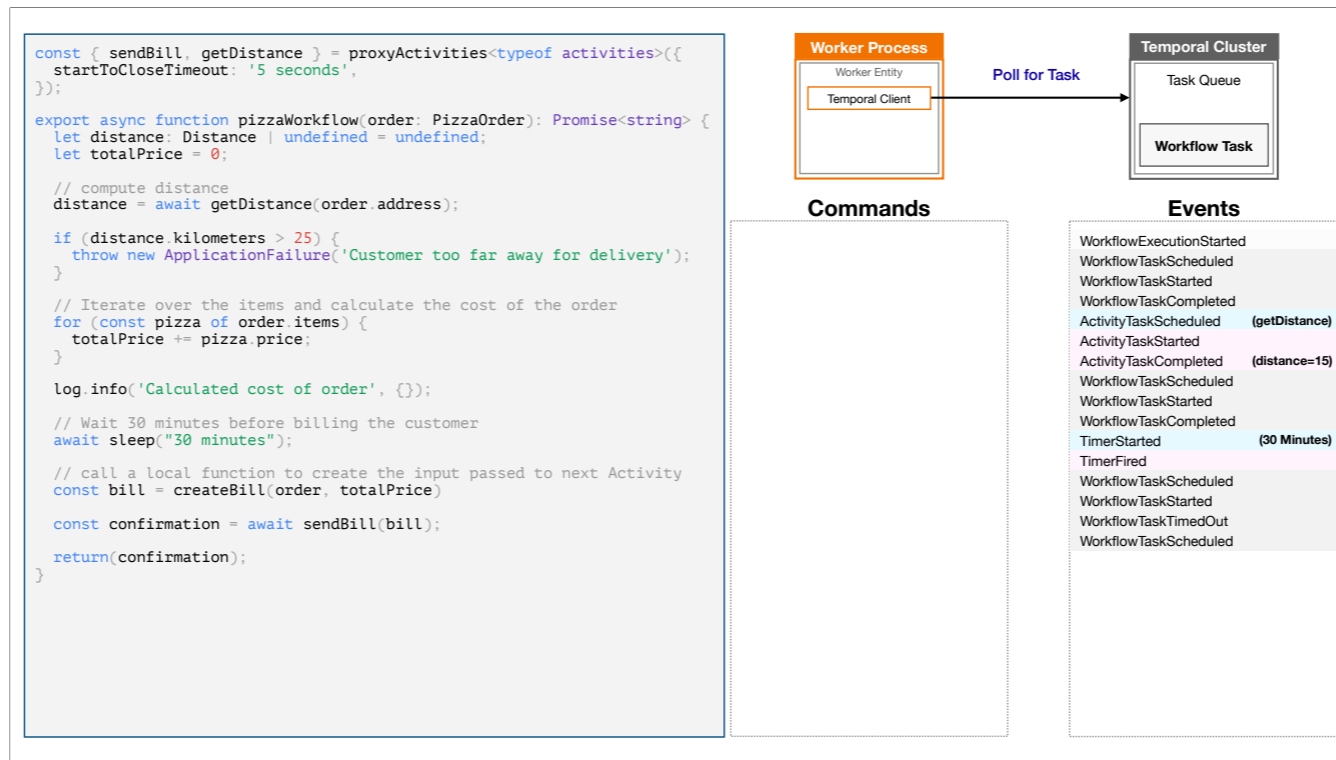 const { sendBill, getDistance } = proxyActivities<typeof activities>({
  startToCloseTimeout: '5 seconds',
});
export async function pizzaWorkflow(order: PizzaOrder): Promise<string> {
  let distance: Distance | undefined = undefined;
  let totalPrice = 0;
  // compute distance
  distance = await getDistance(order.address);
  if (distance.kilometers > 25) {
    throw new ApplicationFailure('Customer too far away for delivery');
  }
  // Iterate over the items and calculate the cost of the order
  for (const pizza of order.items) {
    totalPrice += pizza.price;
  }
  log.info('Calculated cost of order', {});
  // Wait 30 minutes before billing the customer
  await sleep("30 minutes");
  // call a local function to create the input passed to next Activity
  const bill = createBill(order, totalPrice)
  const confirmation = await sendBill(bill);
  return(confirmation);
}
Worker Process
Worker Entity
Temporal Client
Poll for Task
Temporal Cluster
Task Queue
Workflow Task
Commands
Events
WorkflowExecutionStarted
WorkflowTaskScheduled
WorkflowTaskStarted
WorkflowTaskCompleted
ActivityTaskScheduled (getDistance)
ActivityTaskStarted
ActivityTaskCompleted (distance=15)
WorkflowTaskScheduled
WorkflowTaskStarted
WorkflowTaskCompleted
TimerStarted (30 Minutes)
TimerFired
WorkflowTaskScheduled
WorkflowTaskStarted
WorkflowTaskTimedOut
WorkflowTaskScheduled